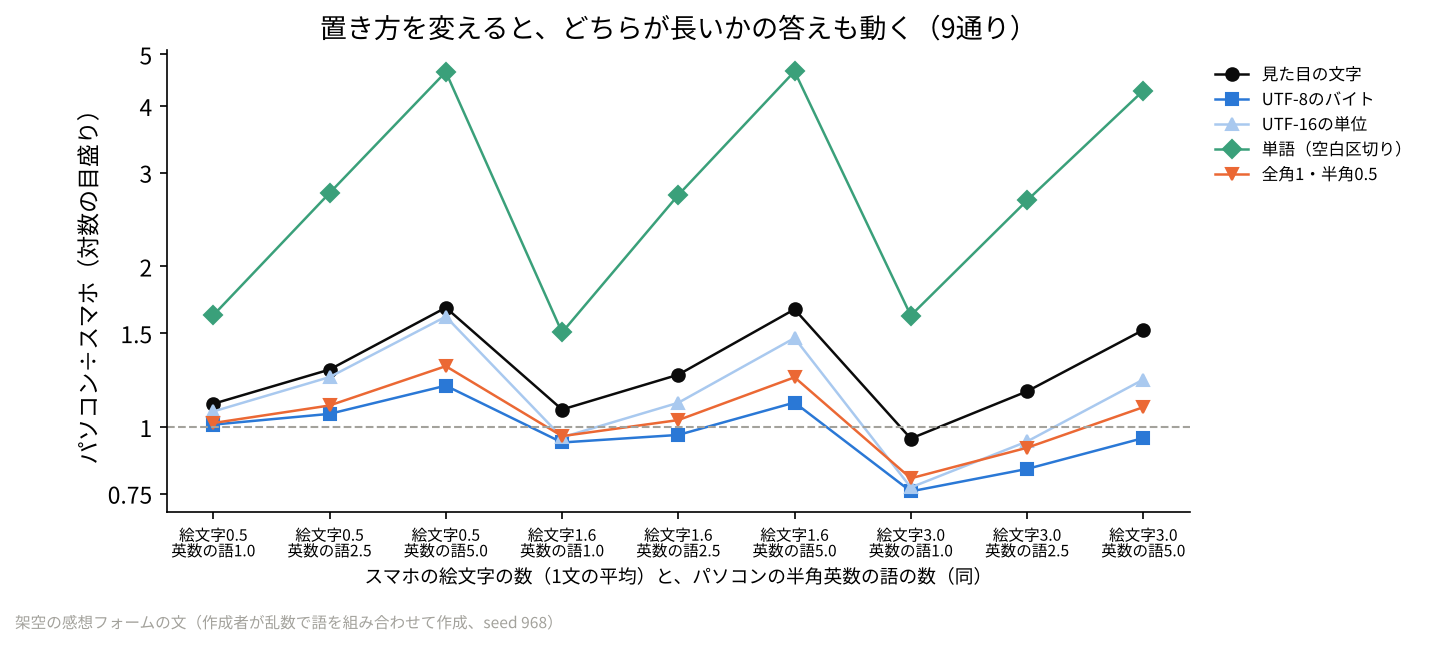 置き方を変えると、どちらが長いかの答えも動く（9通り）
パソコン÷スマホ（対数の目盛り）
5
4
3
2
1.5
1
0.75
見た目の文字
UTF-8のバイト
UTF-16の単位
単語（空白区切り）
全角1・半角0.5
絵文字0.5
英数の語1.0
絵文字0.5
英数の語2.5
絵文字0.5
英数の語5.0
絵文字1.6
英数の語1.0
絵文字1.6
英数の語2.5
絵文字1.6
英数の語5.0
絵文字3.0
英数の語1.0
絵文字3.0
英数の語2.5
絵文字3.0
英数の語5.0
スマホの絵文字の数（1文の平均）と、パソコンの半角英数の語の数（同）
架空の感想フォームの文（作成者が乱数で語を組み合わせて作成、seed 968）